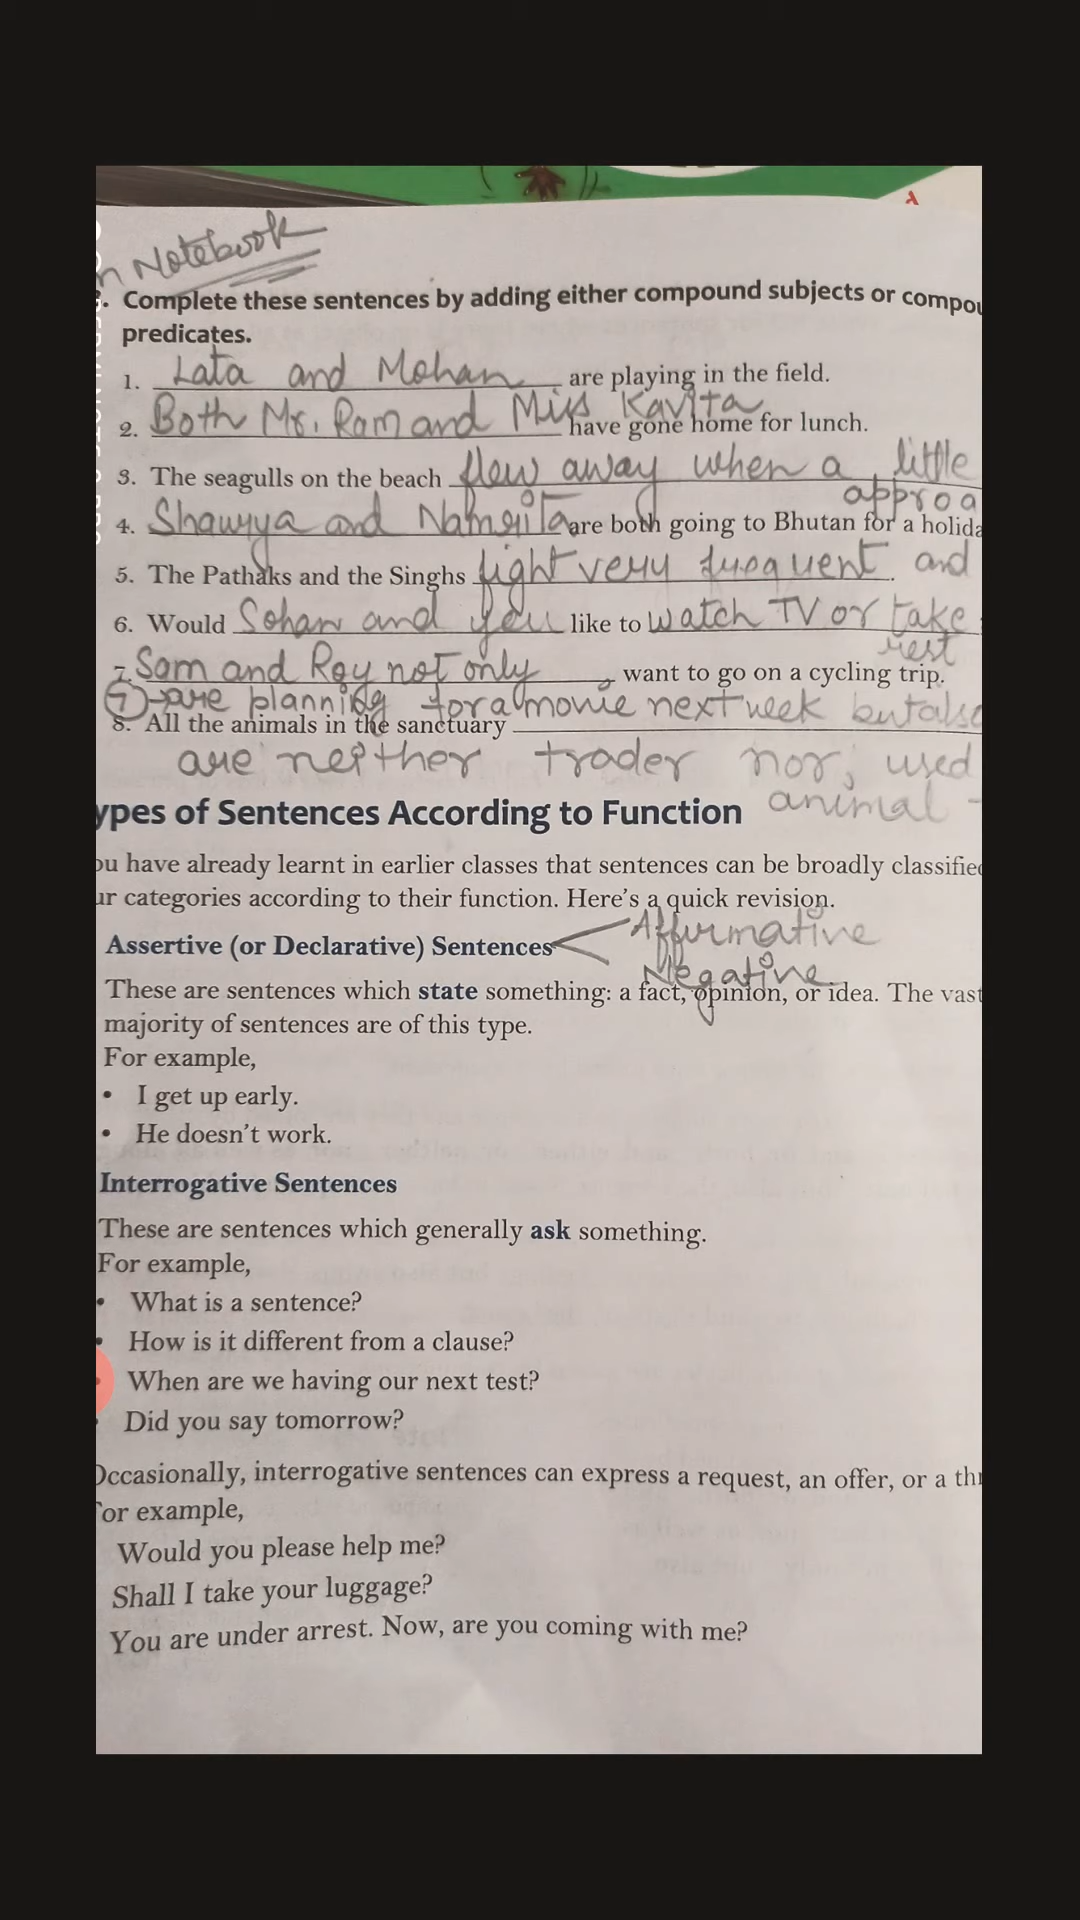 n Notebook
. Complete these sentences by adding either compound subjects or compou
predicates.
1. Lata and Mohan are playing in the field.
2. Both Mr. Ram and Miss Kavita have gone home for lunch.
3. The seagulls on the beach flew away when a little
approa
4. Shawrya and Namrita are both going to Bhutan for a holida
5. The Pathaks and the Singhs fight very frequent and
6. Would Sohan and you like to watch TV or take
rest
7. Sam and Roy not only, want to go on a cycling trip.
7 are planning for a movie next week but also
8. All the animals in the sanctuary
are neither trader nor, used
animal
ypes of Sentences According to Function
ou have already learnt in earlier classes that sentences can be broadly classified
ur categories according to their function. Here's a quick revision.
Affirmative
Assertive (or Declarative) Sentences
Negative
These are sentences which state something: a fact, opinion, or idea. The vast
majority of sentences are of this type.
For example,
• I get up early.
• He doesn't work.
Interrogative Sentences
These are sentences which generally ask something.
For example,
• What is a sentence?
• How is it different from a clause?
• When are we having our next test?
• Did you say tomorrow?
Occasionally, interrogative sentences can express a request, an offer, or a thr
For example,
Would you please help me?
Shall I take your luggage?
You are under arrest. Now, are you coming with me?